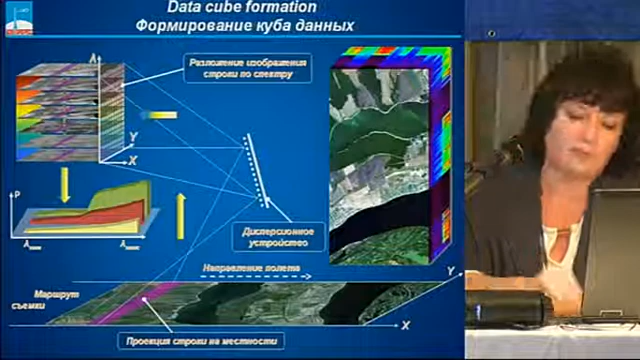 Data cube formation
Формирование куба данных
Разложение изображения
строки по спектру
λ
Y
X
P
Дисперсионное
устройство
Направление полета
Маршрут
съемки
Y
X
Проекция строки на местности